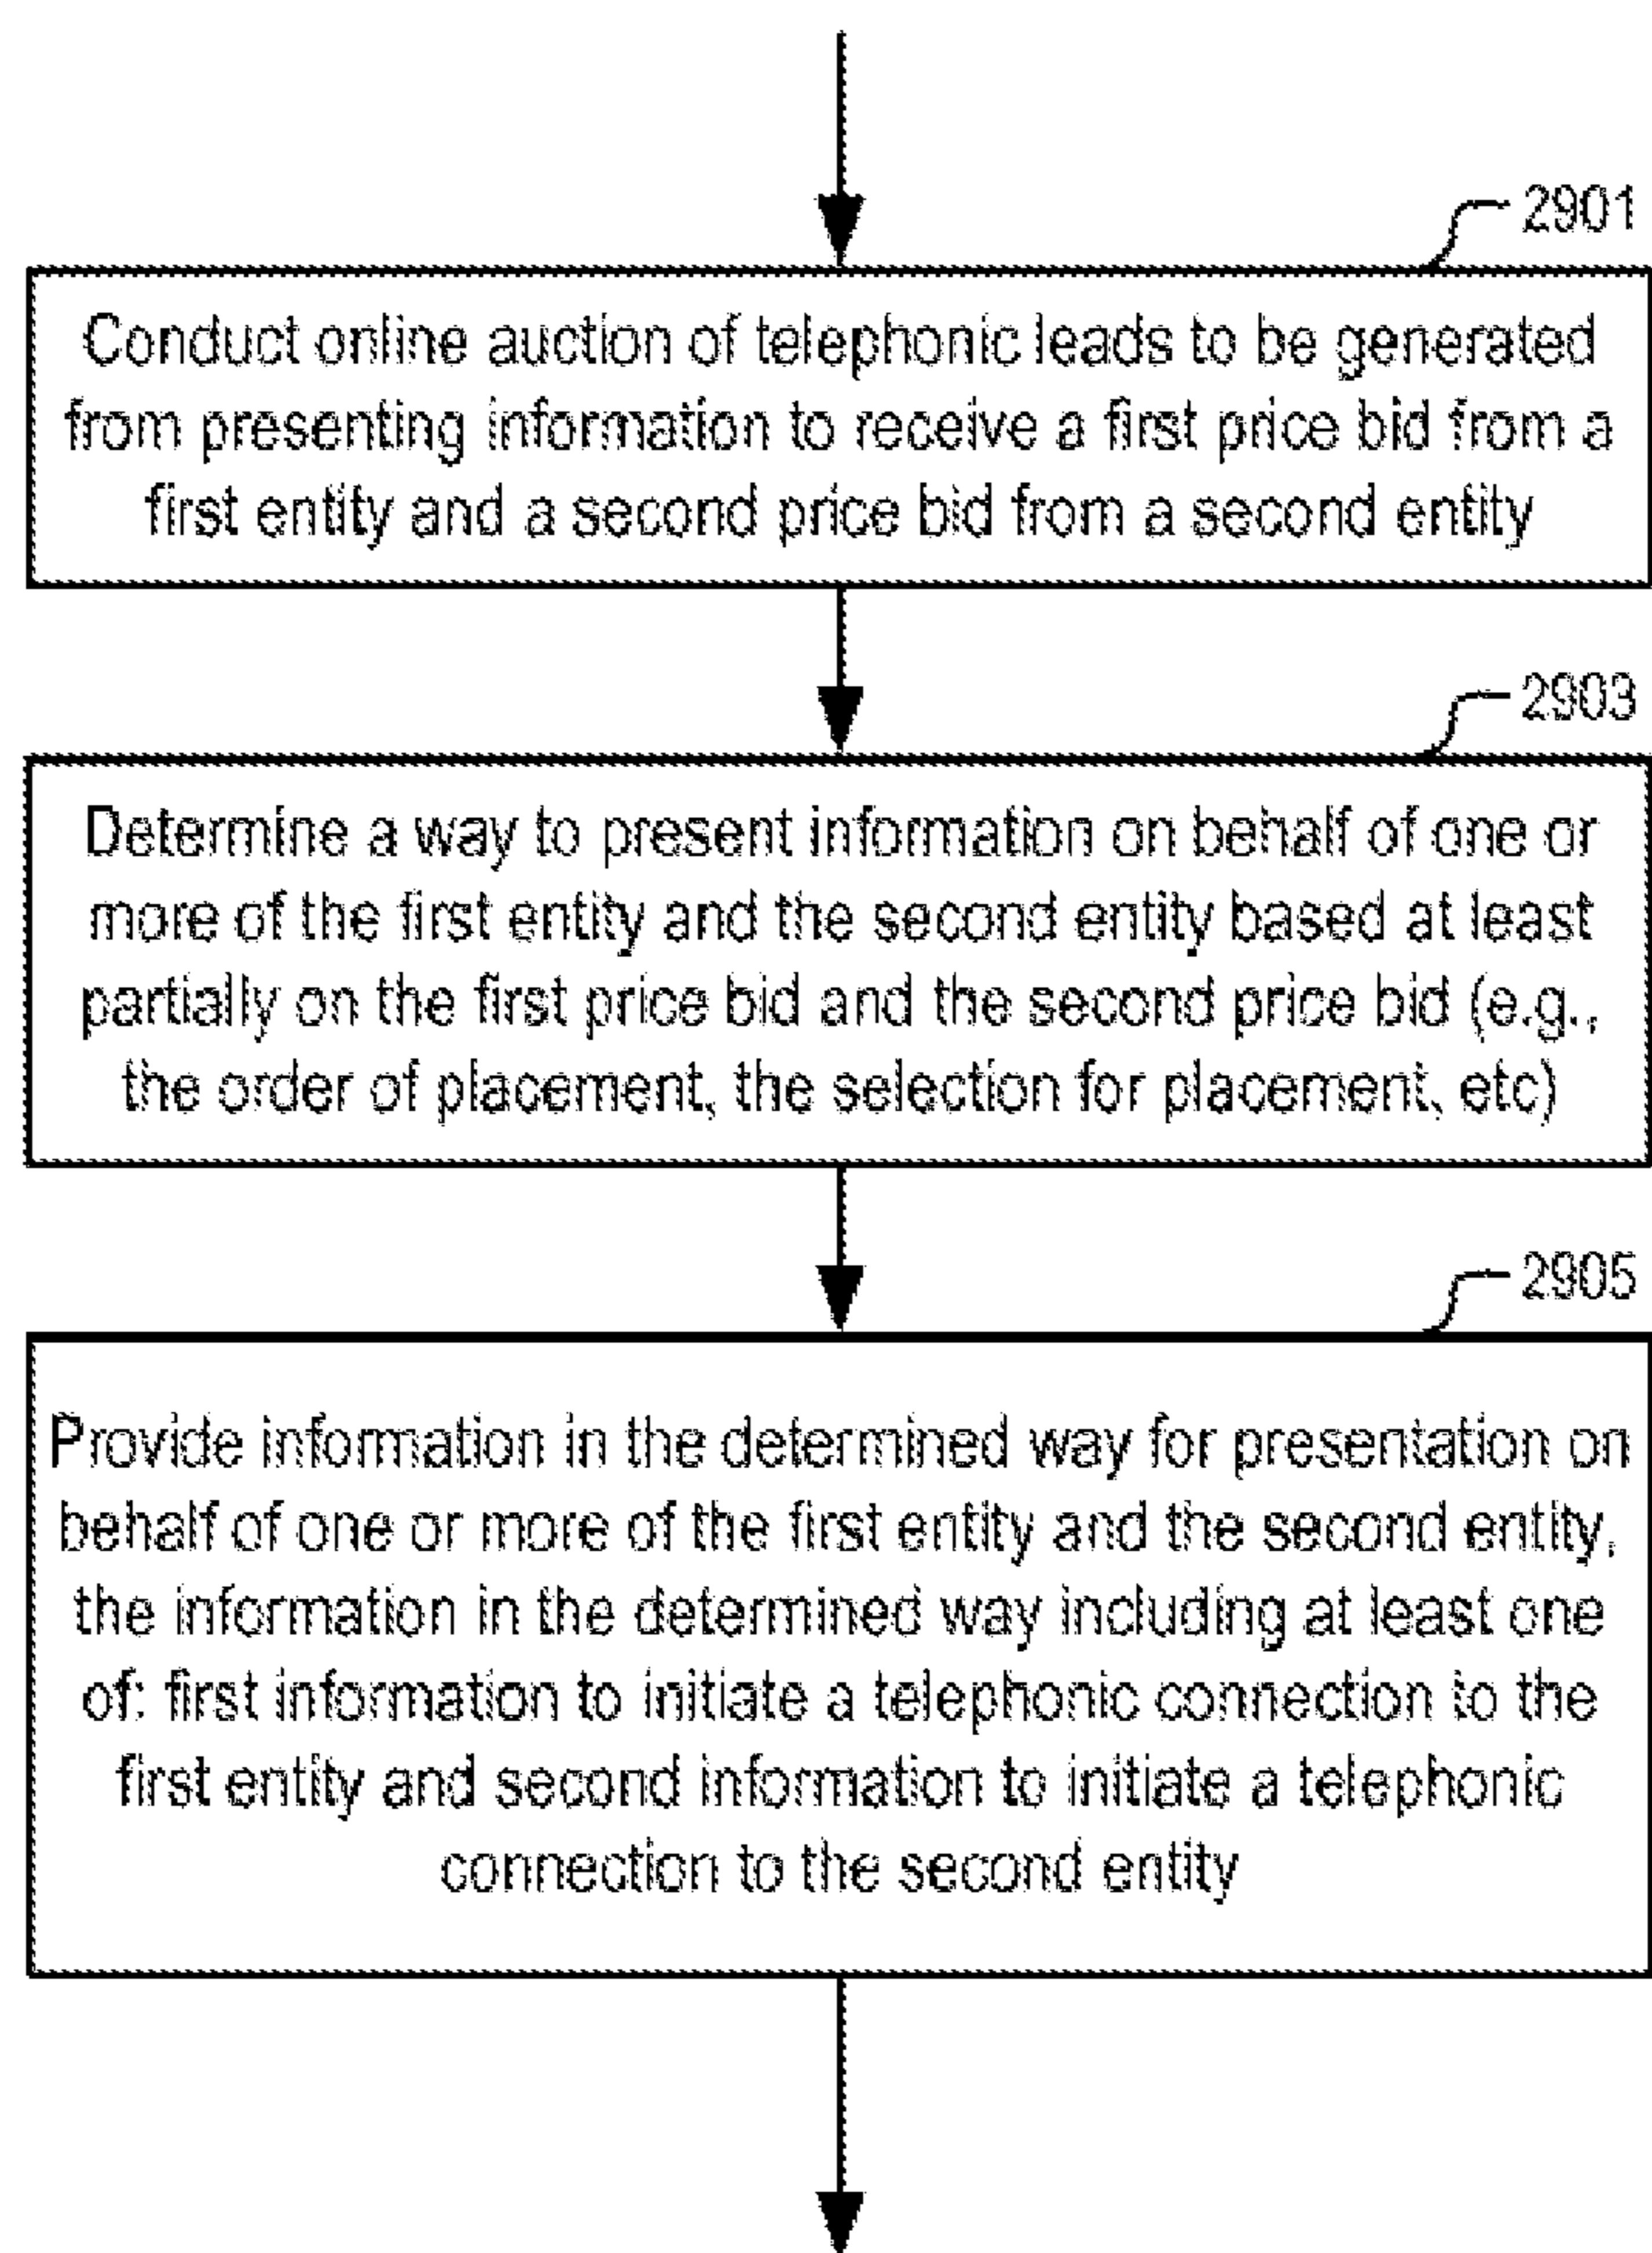 2901
Conduct online auction of telephonic leads to be generated
from presenting information to receive a first price bid from a
first entity and a second price bid from a second entity
2903
Determine a way to present information on behalf of one or
more of the first entity and the second entity based at least
partially on the first price bid and the second price bid (e.g.,
the order of placement, the selection for placement, etc)
2905
Provide information in the determined way for presentation on
behalf of one or more of the first entity and the second entity,
the information in the determined way including at least one
of: first information to initiate a telephonic connection to the
first entity and second information to initiate a telephonic
connection to the second entity